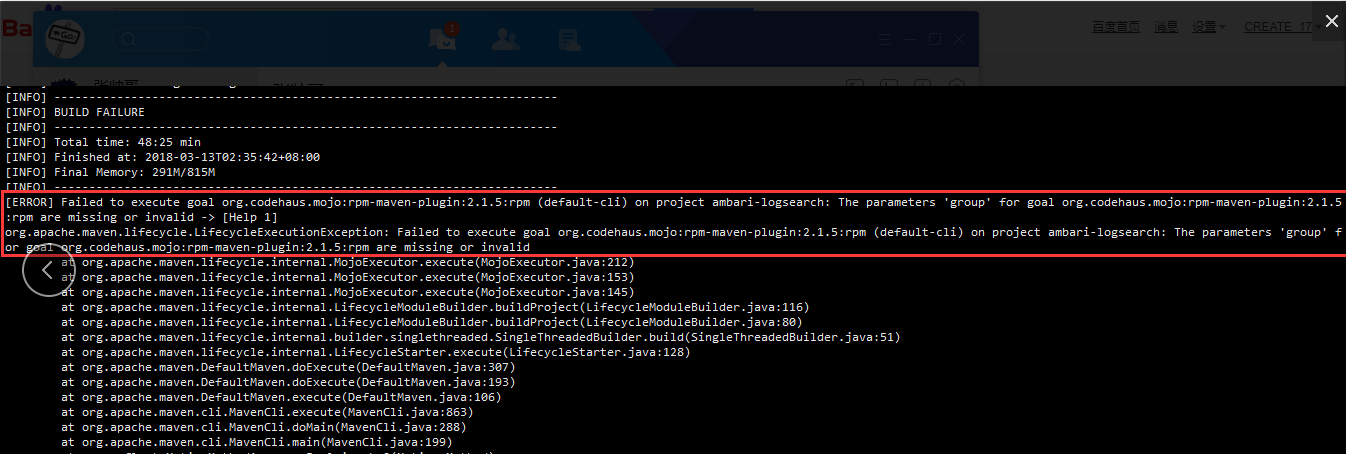 Go!
1
百度首页 消息 设置 CREATE_17
[INFO] ------------------------------------------------------------------------
[INFO] BUILD FAILURE
[INFO] ------------------------------------------------------------------------
[INFO] Total time: 48:25 min
[INFO] Finished at: 2018-03-13T02:35:42+08:00
[INFO] Final Memory: 291M/815M
[INFO] ------------------------------------------------------------------------
[ERROR] Failed to execute goal org.codehaus.mojo:rpm-maven-plugin:2.1.5:rpm (default-cli) on project ambari-logsearch: The parameters 'group' for goal org.codehaus.mojo:rpm-maven-plugin:2.1.5
:rpm are missing or invalid -> [Help 1]
org.apache.maven.lifecycle.LifecycleExecutionException: Failed to execute goal org.codehaus.mojo:rpm-maven-plugin:2.1.5:rpm (default-cli) on project ambari-logsearch: The parameters 'group' f
or goal org.codehaus.mojo:rpm-maven-plugin:2.1.5:rpm are missing or invalid
at org.apache.maven.lifecycle.internal.MojoExecutor.execute(MojoExecutor.java:212)
at org.apache.maven.lifecycle.internal.MojoExecutor.execute(MojoExecutor.java:153)
at org.apache.maven.lifecycle.internal.MojoExecutor.execute(MojoExecutor.java:145)
at org.apache.maven.lifecycle.internal.LifecycleModuleBuilder.buildProject(LifecycleModuleBuilder.java:116)
at org.apache.maven.lifecycle.internal.LifecycleModuleBuilder.buildProject(LifecycleModuleBuilder.java:80)
at org.apache.maven.lifecycle.internal.builder.singlethreaded.SingleThreadedBuilder.build(SingleThreadedBuilder.java:51)
at org.apache.maven.lifecycle.internal.LifecycleStarter.execute(LifecycleStarter.java:128)
at org.apache.maven.DefaultMaven.doExecute(DefaultMaven.java:307)
at org.apache.maven.DefaultMaven.doExecute(DefaultMaven.java:193)
at org.apache.maven.DefaultMaven.execute(DefaultMaven.java:106)
at org.apache.maven.cli.MavenCli.execute(MavenCli.java:863)
at org.apache.maven.cli.MavenCli.doMain(MavenCli.java:288)
at org.apache.maven.cli.MavenCli.main(MavenCli.java:199)